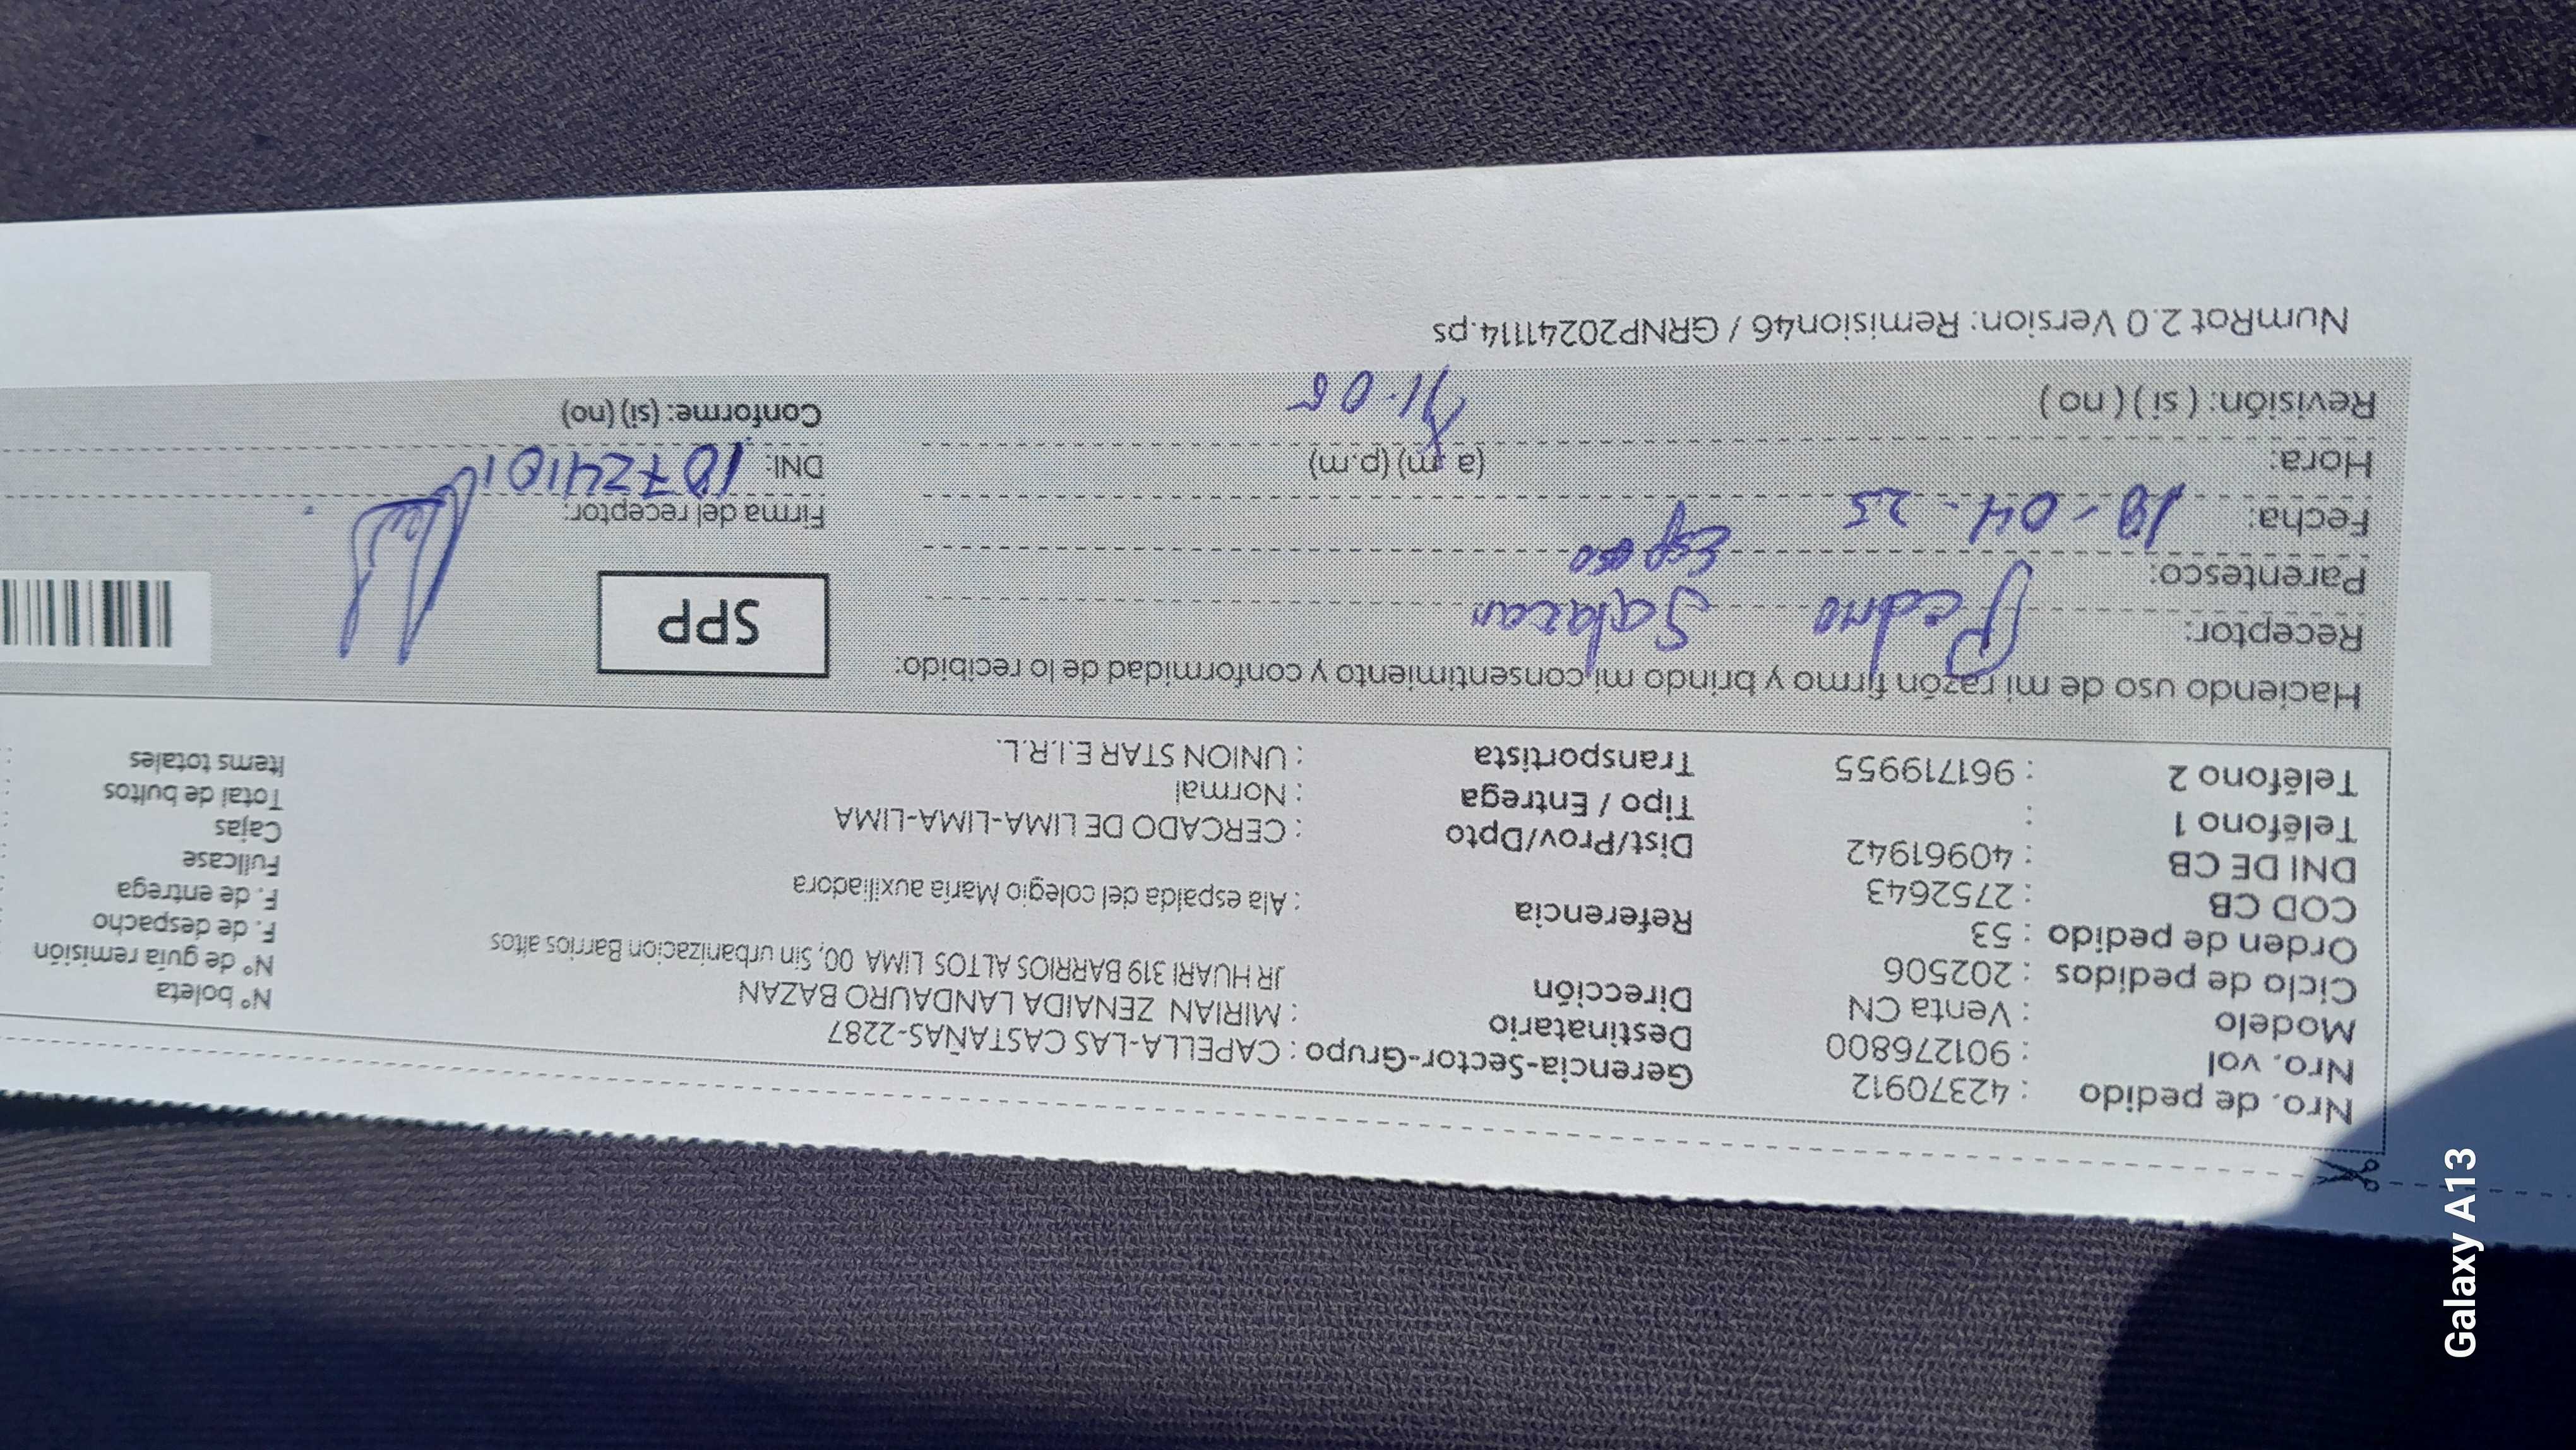 Nro. de pedido : 42370912 Gerencia-Sector-Grupo : CAPELLA-LAS CASTAÑAS-2287
Nro. vol : 901276800 Destinatario : MIRIAN ZENAIDA LANDAURO BAZAN Nº boleta
Modelo : Venta CN Dirección JR HUARI 319 BARRIOS ALTOS LIMA 00, Sin urbanizacion Barrios altos Nº de guía remisión
Ciclo de pedidos : 202506 F. de despacho
Orden de pedido : 53 Referencia : Ala espalda del colegio María auxiliadora F. de entrega
COD CB : 2752643 Fullcase
DNI DE CB : 40961942 Dist/Prov/Dpto : CERCADO DE LIMA-LIMA-LIMA Cajas
Teléfono 1 : Tipo / Entrega : Normal Total de bultos
Teléfono 2 : 961719955 Transportista : UNION STAR E.I.R.L. Items totales
Haciendo uso de mi razón firmo y brindo mi consentimiento y conformidad de lo recibido:
Receptor: Pedro Salazar SPP
Parentesco: Esposo
Fecha: 19-04-25 Firma del receptor:
Hora: (a m) (p.m) DNI: 10724101
Revisión: ( si ) ( no ) 11.05 Conforme: (si) (no)
NumRot 2.0 Version: Remision46 / GRNP20241114.ps
Galaxy A13